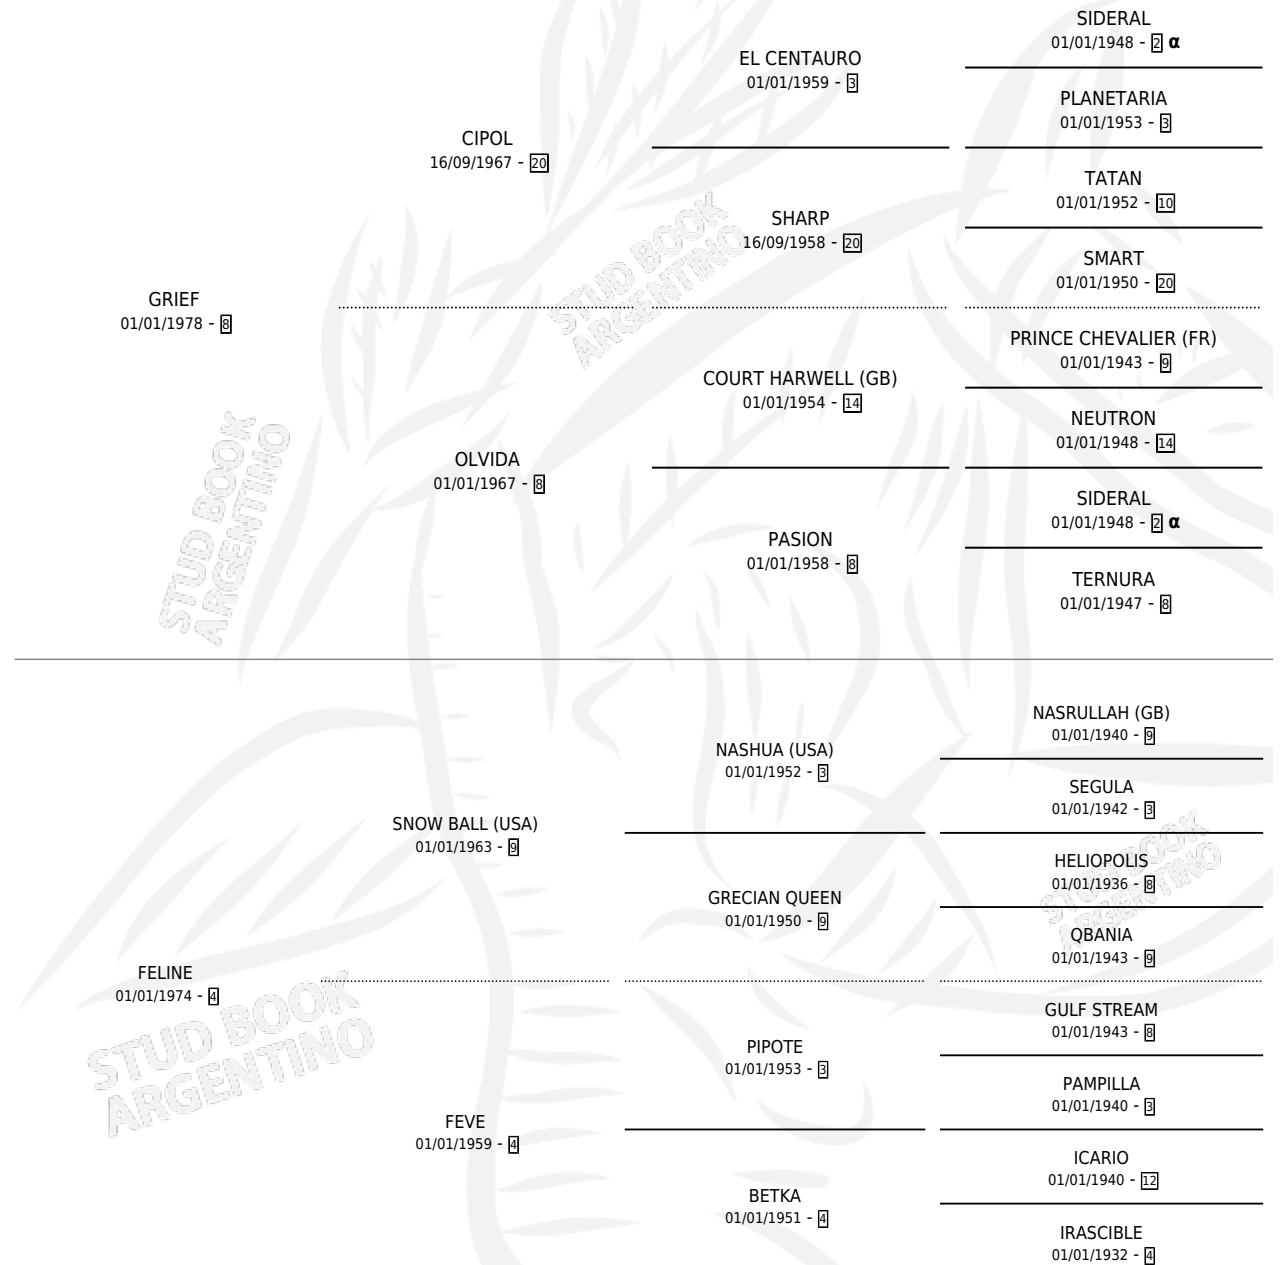 SIDERAL
01/01/1948 - 2 α
EL CENTAURO
01/01/1959 - 3
PLANETARIA
01/01/1953 - 3
CIPOL
16/09/1967 - 20
TATAN
01/01/1952 - 10
SHARP
16/09/1958 - 20
SMART
01/01/1950 - 20
GRIEF
01/01/1978 - 8
PRINCE CHEVALIER (FR)
01/01/1943 - 9
COURT HARWELL (GB)
01/01/1954 - 14
NEUTRON
01/01/1948 - 14
OLVIDA
01/01/1967 - 8
SIDERAL
01/01/1948 - 2 α
PASION
01/01/1958 - 8
TERNURA
01/01/1947 - 8
NASRULLAH (GB)
01/01/1940 - 9
NASHUA (USA)
01/01/1952 - 3
SEGULA
01/01/1942 - 3
SNOW BALL (USA)
01/01/1963 - 9
HELIOPOLIS
01/01/1936 - 8
GRECIAN QUEEN
01/01/1950 - 9
QBANIA
01/01/1943 - 9
FELINE
01/01/1974 - 4
GULF STREAM
01/01/1943 - 8
PIPOTE
01/01/1953 - 3
PAMPILLA
01/01/1940 - 3
FEVE
01/01/1959 - 4
ICARIO
01/01/1940 - 12
BETKA
01/01/1951 - 4
IRASCIBLE
01/01/1932 - 4
STUD BOOK
ARGENTINO
STUD BOOK
ARGENTINO
STUD BOOK
ARGENTINO
STUD BOOK
ARGENTINO